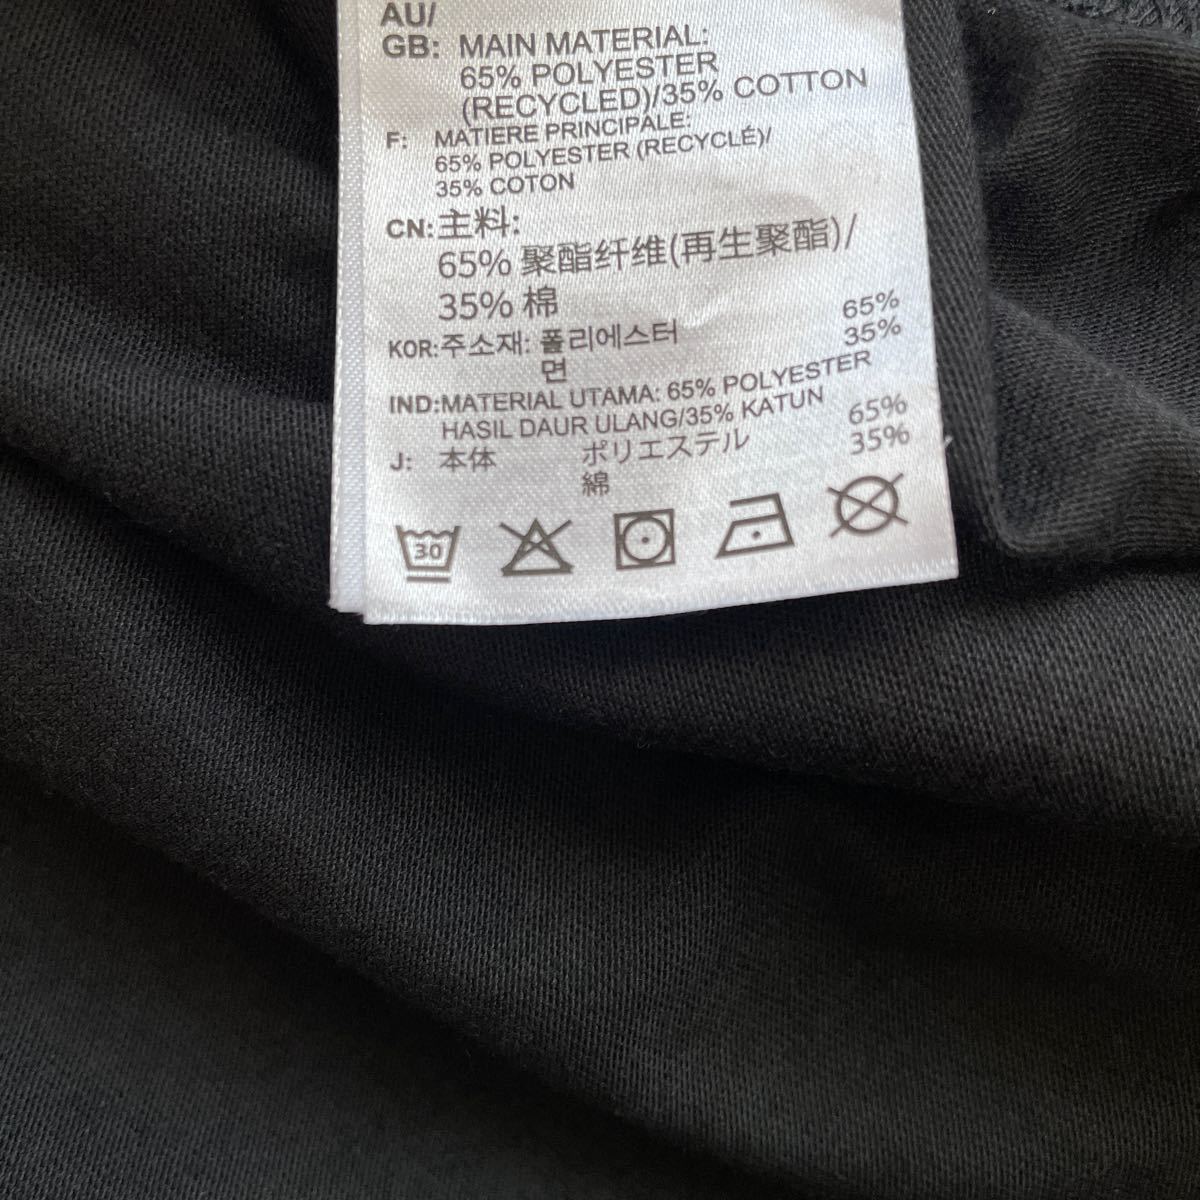 AU/
GB: MAIN MATERIAL:
65% POLYESTER
(RECYCLED)/35% COTTON
F: MATIERE PRINCIPALE:
65% POLYESTER (RECYCLÉ)/
35% COTON
CN: 主料:
65% 聚酯纤维(再生聚酯)/
35% 棉
KOR: 주소재: 폴리에스터 65%
면 35%
IND: MATERIAL UTAMA: 65% POLYESTER
HASIL DAUR ULANG/35% KATUN
J: 本体 ポリエステル 65%
綿 35%
30